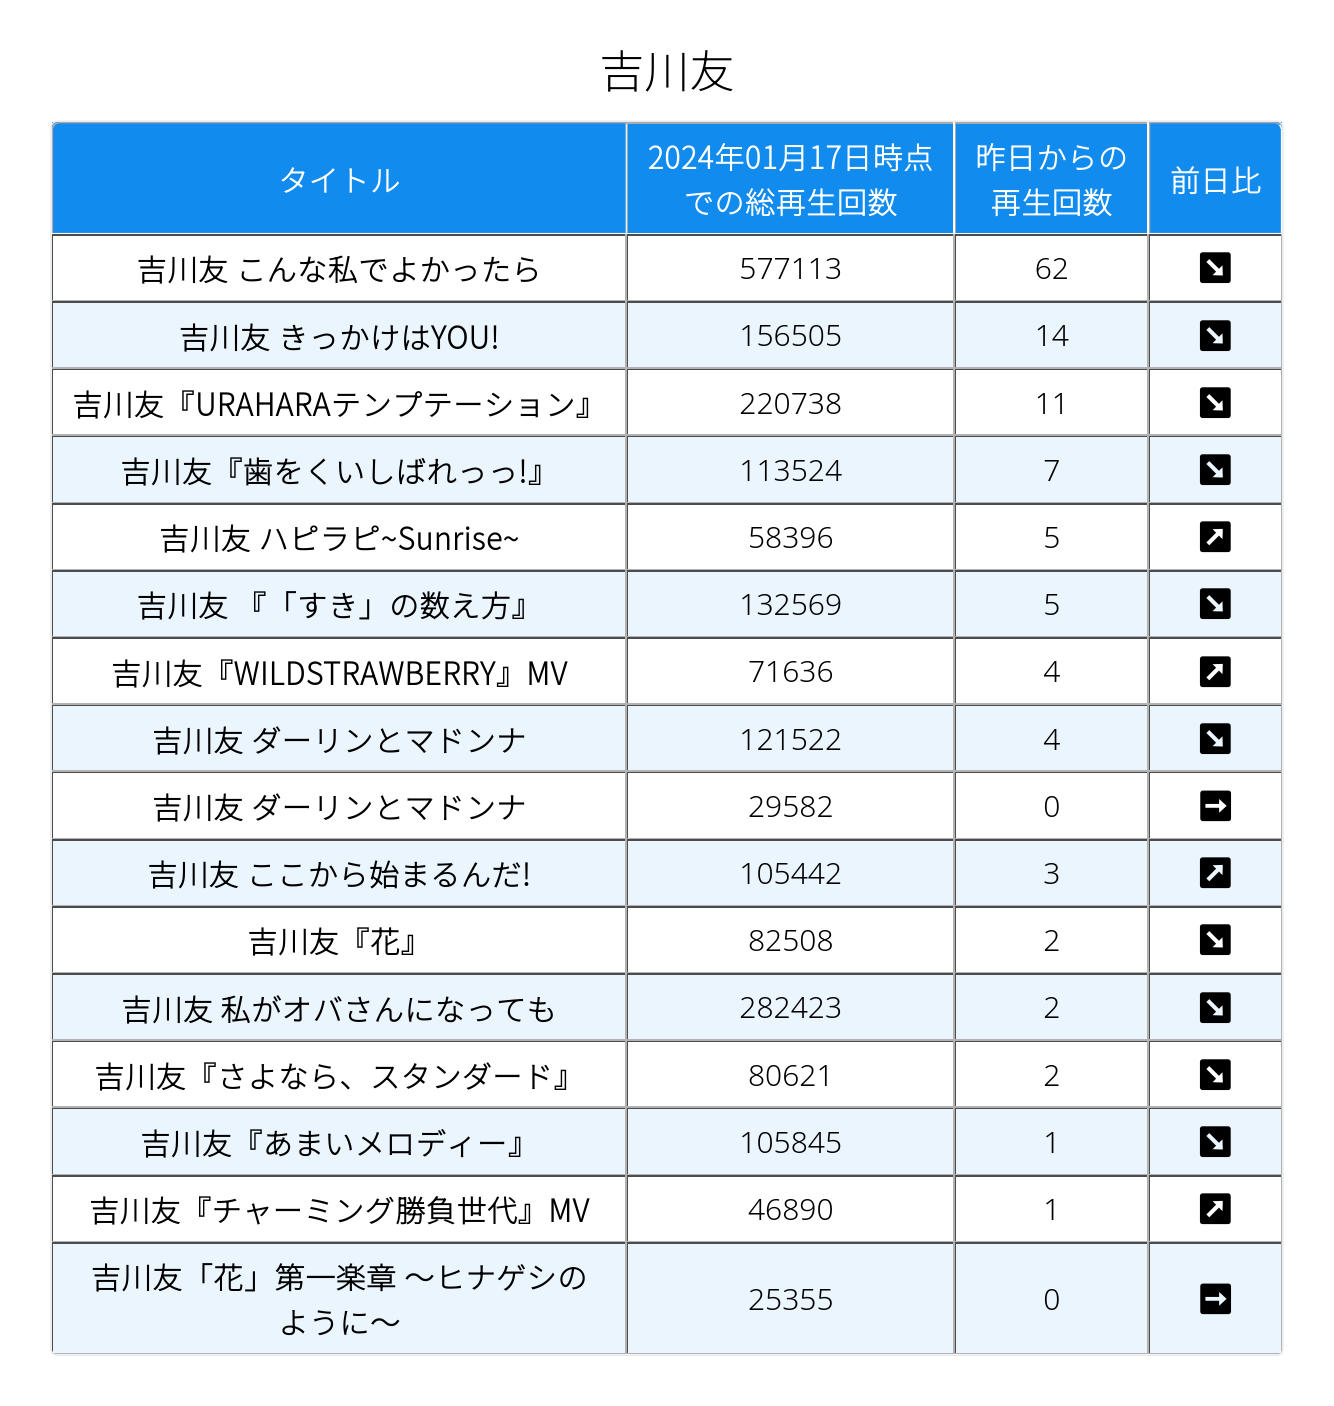 吉川友
タイトル
2024年01月17日時点
での総再生回数
昨日からの
再生回数
前日比
吉川友 こんな私でよかったら 577113 62 ↘
吉川友 きっかけはYOU! 156505 14 ↘
吉川友『URAHARAテンプテーション』 220738 11 ↘
吉川友『歯をくいしばれっっ!』 113524 7 ↘
吉川友 ハピラピ~Sunrise~ 58396 5 ↗
吉川友 『「すき」の数え方』 132569 5 ↘
吉川友『WILDSTRAWBERRY』MV 71636 4 ↗
吉川友 ダーリンとマドンナ 121522 4 ↘
吉川友 ダーリンとマドンナ 29582 0 →
吉川友 ここから始まるんだ! 105442 3 ↗
吉川友『花』 82508 2 ↘
吉川友 私がオバさんになっても 282423 2 ↘
吉川友『さよなら、スタンダード』 80621 2 ↘
吉川友『あまいメロディー』 105845 1 ↘
吉川友『チャーミング勝負世代』MV 46890 1 ↗
吉川友「花」第一楽章 〜ヒナゲシの
ように〜 25355 0 →